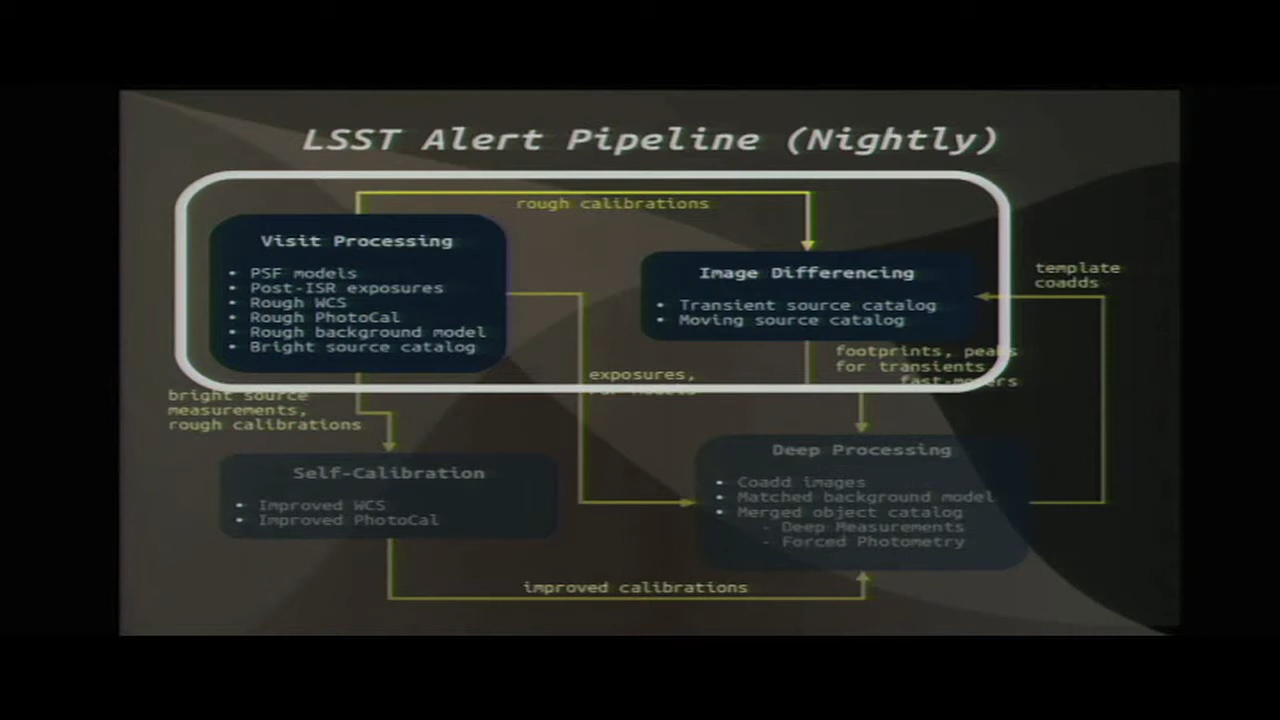 LSST Alert Pipeline (Nightly)
rough calibrations
Visit Processing
• PSF models
• Post-ISR exposures
• Rough WCS
• Rough PhotoCal
• Rough background model
• Bright source catalog
Image Differencing
• Transient source catalog
• Moving source catalog
template
coadds
footprints, peaks
for transients
fast-movers
exposures,
bright source
measurements,
rough calibrations
Self-Calibration
• Improved WCS
• Improved PhotoCal
Deep Processing
• Coadd images
• Matched background model
• Merged object catalog
- Deep Measurements
- Forced Photometry
improved calibrations